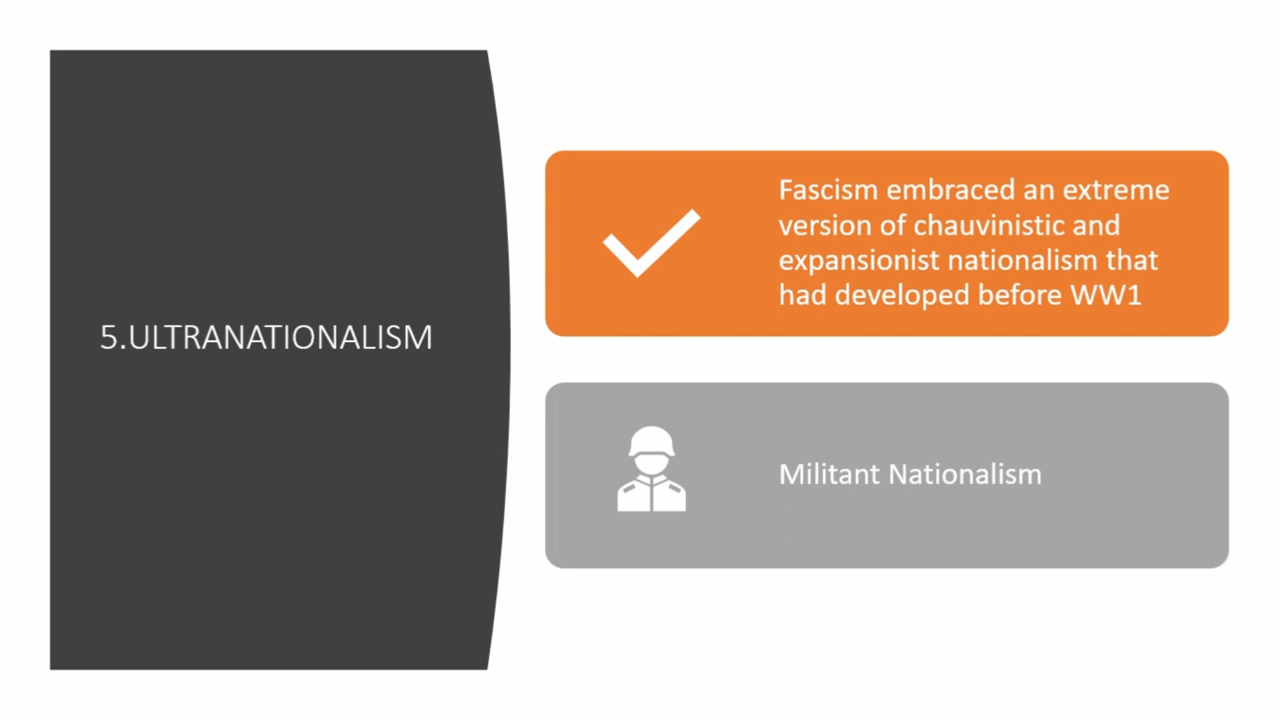 5.ULTRANATIONALISM
Fascism embraced an extreme
version of chauvinistic and
expansionist nationalism that
had developed before WW1
Militant Nationalism